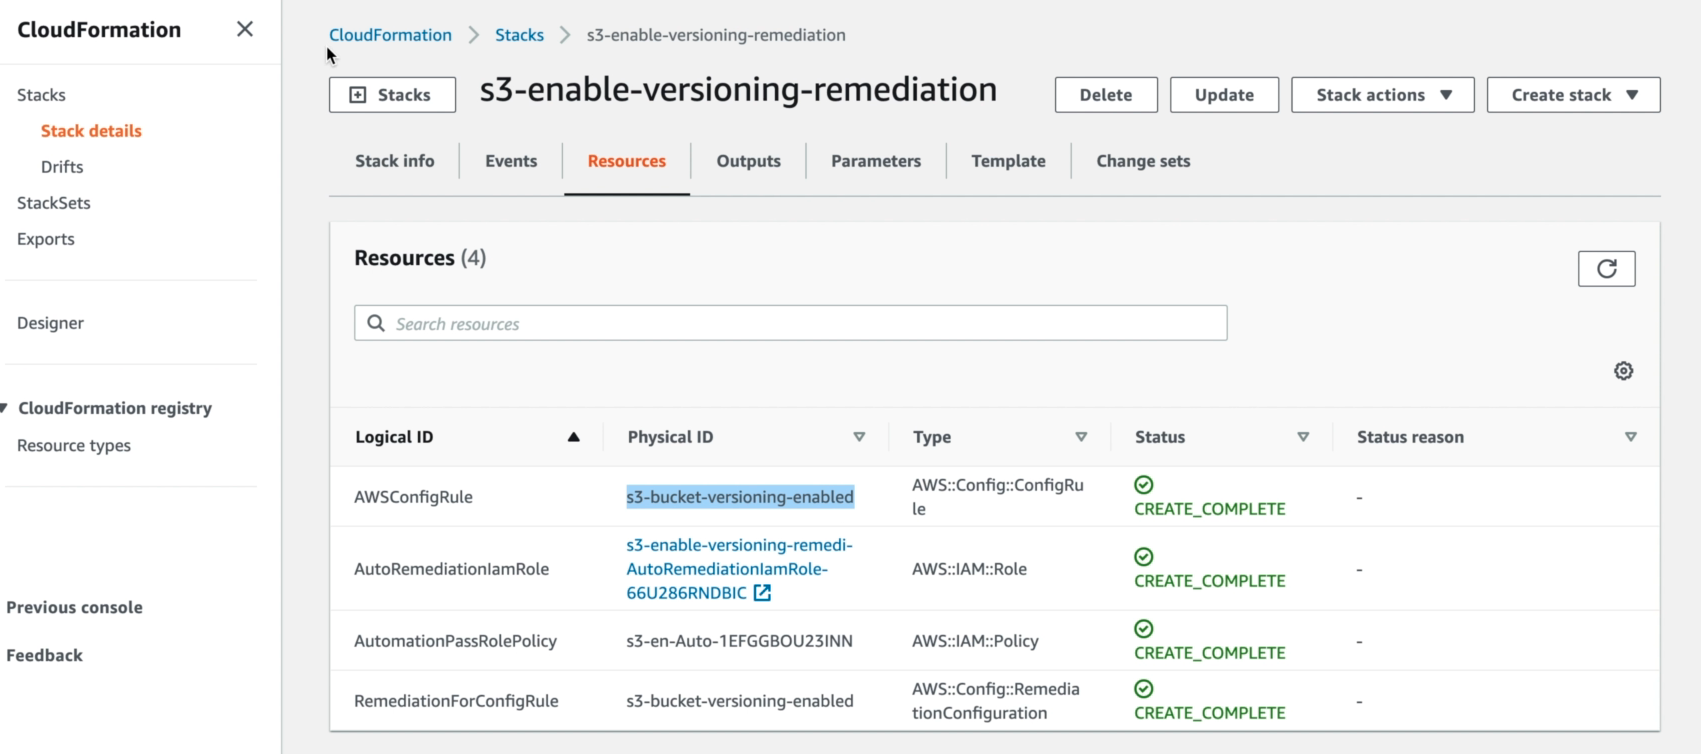 CloudFormation
Stacks
Stack details
Drifts
StackSets
Exports
Designer
CloudFormation registry
Resource types
Previous console
Feedback
CloudFormation > Stacks > s3-enable-versioning-remediation
Stacks
s3-enable-versioning-remediation
Delete
Update
Stack actions
Create stack
Stack info
Events
Resources
Outputs
Parameters
Template
Change sets
Resources (4)
Search resources
Logical ID Physical ID Type Status Status reason
AWSConfigRule
s3-bucket-versioning-enabled
AWS::Config::ConfigRu
le
CREATE_COMPLETE
-
AutoRemediationIamRole
s3-enable-versioning-remedi-
AutoRemediationIamRole-
66U286RNDBIC
AWS::IAM::Role
CREATE_COMPLETE
-
AutomationPassRolePolicy
s3-en-Auto-1EFGGBOU23INN
AWS::IAM::Policy
CREATE_COMPLETE
-
RemediationForConfigRule
s3-bucket-versioning-enabled
AWS::Config::Remedia
tionConfiguration
CREATE_COMPLETE
-